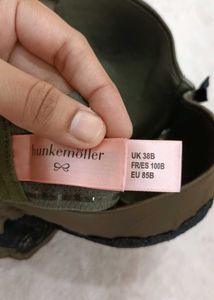 hunkemöller
UK 38B
FR/ES 100B
EU 85B